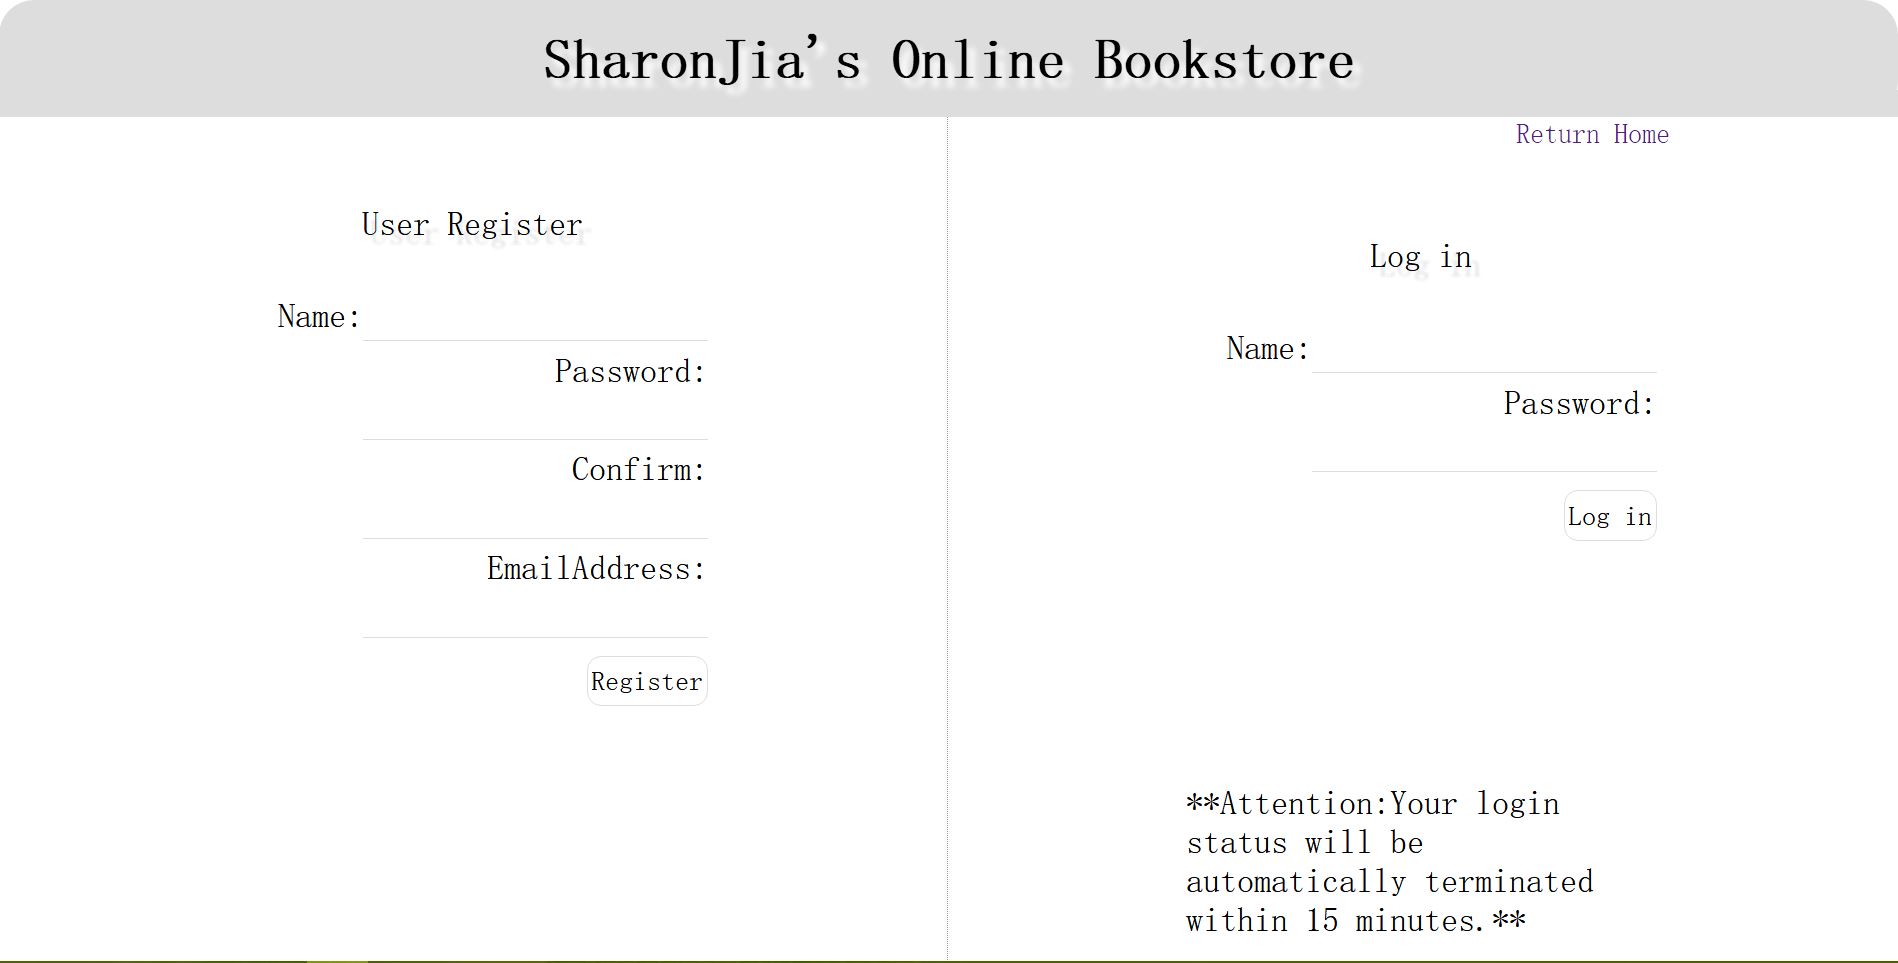 SharonJia's Online Bookstore
Return Home
User Register
Name:
Password:
Confirm:
EmailAddress:
Register
Log in
Name:
Password:
Log in
**Attention:Your login
status will be
automatically terminated
within 15 minutes.**